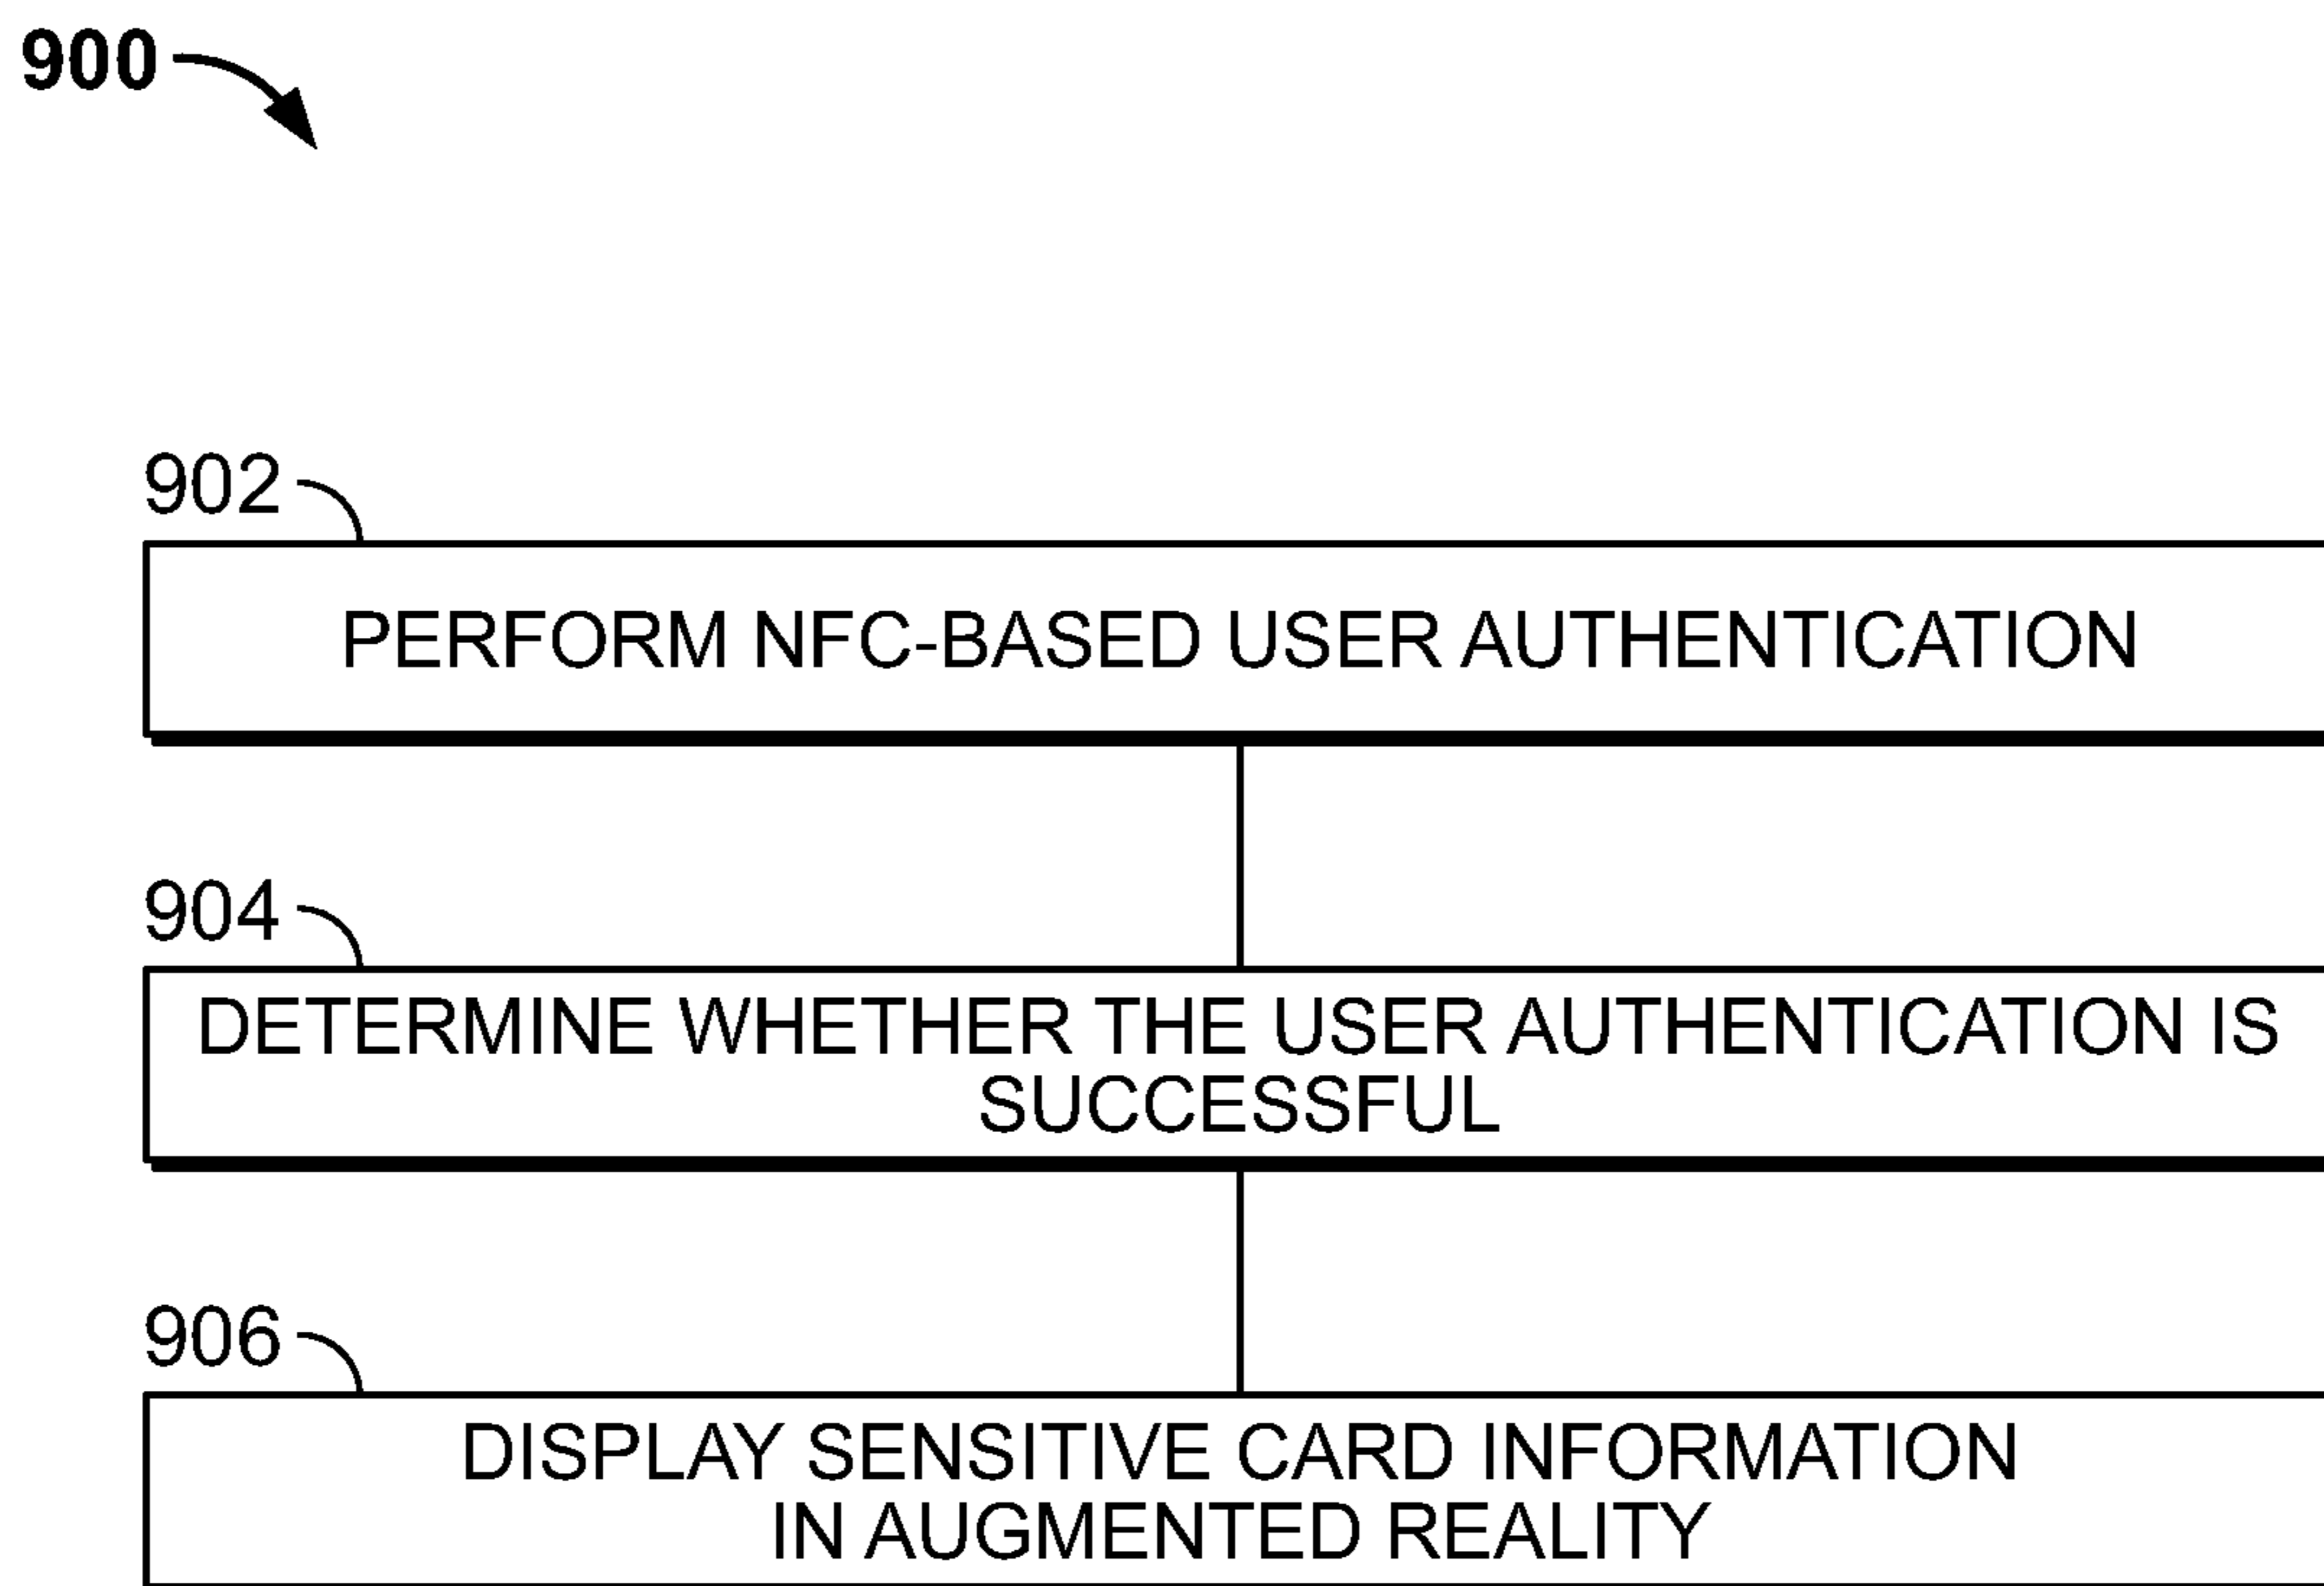 900
902
PERFORM NFC-BASED USER AUTHENTICATION
904
DETERMINE WHETHER THE USER AUTHENTICATION IS
SUCCESSFUL
906
DISPLAY SENSITIVE CARD INFORMATION
IN AUGMENTED REALITY